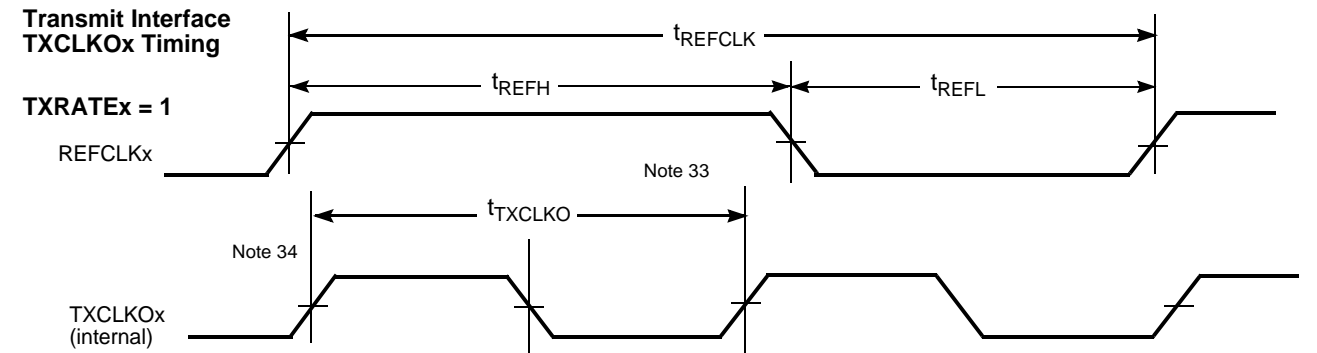 Transmit Interface
TXCLKOx Timing
tREFCLK
tREFH
tREFL
TXRATEx = 1
REFCLKx
Note 33
tTXCLKO
Note 34
TXCLKOx
(internal)